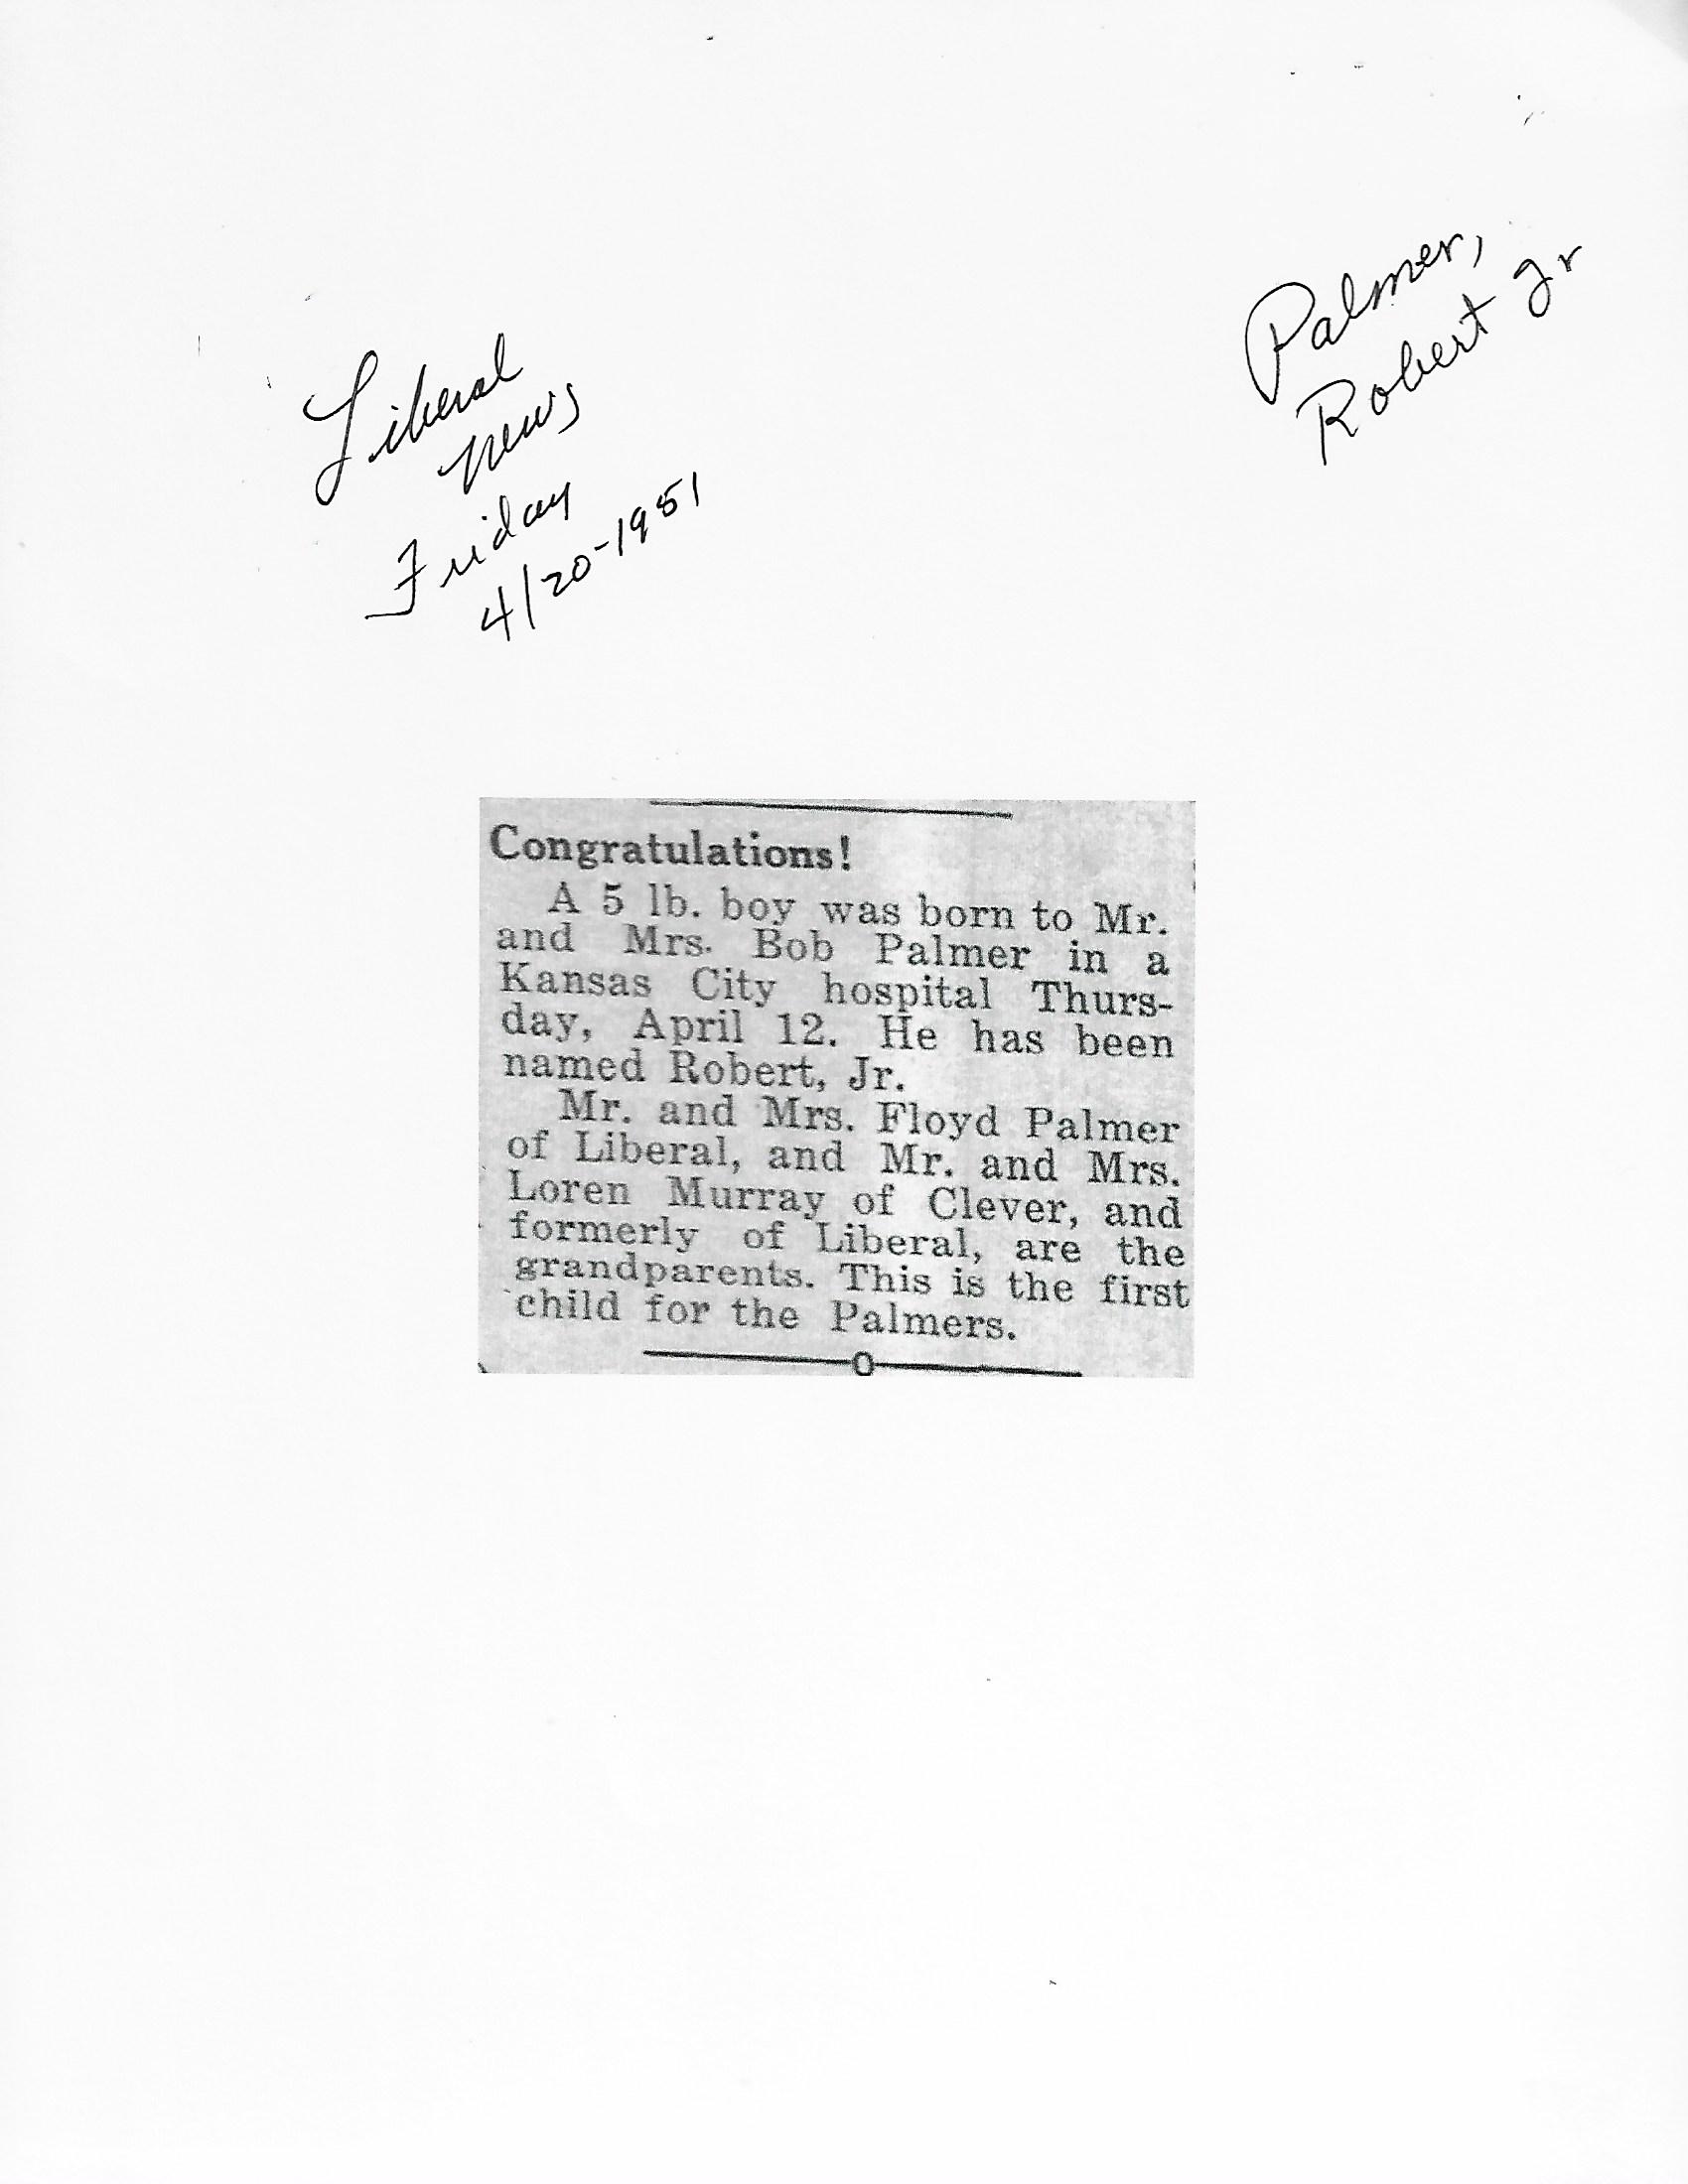 Palmer,
Robert Jr
Liberal
News
Friday
4/20-1951
Congratulations!
A 5 lb. boy was born to Mr.
and Mrs. Bob Palmer in a
Kansas City hospital Thurs-
day, April 12. He has been
named Robert, Jr.
Mr. and Mrs. Floyd Palmer
of Liberal, and Mr. and Mrs.
Loren Murray of Clever, and
formerly of Liberal, are the
grandparents. This is the first
child for the Palmers.